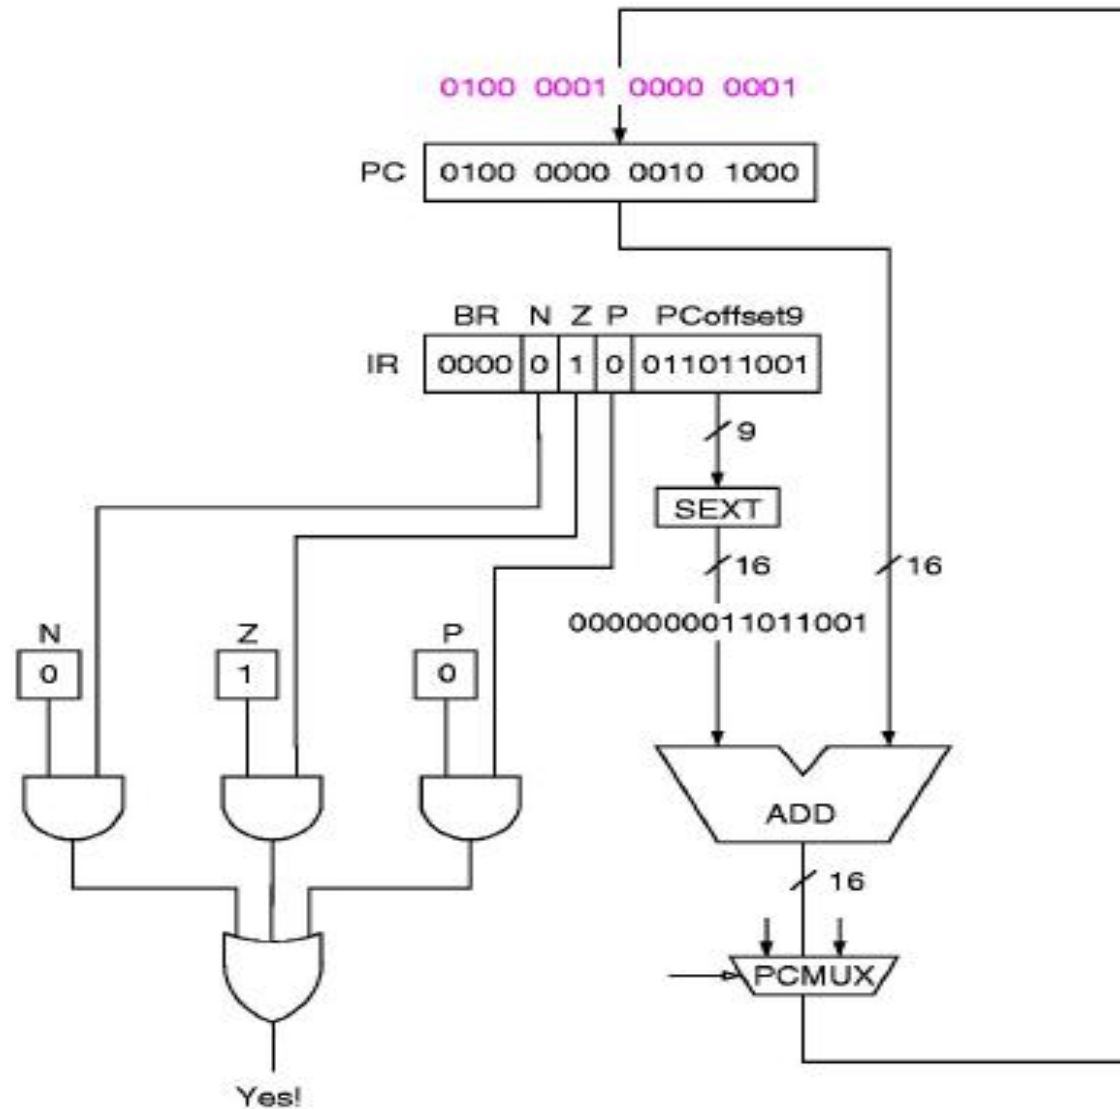 0100 0001 0000 0001
PC 0100 0000 0010 1000
BR N Z P PCoffset9
IR 0000 0 1 0 011011001
9
SEXT
16 16
0000000011011001
N Z P
0 1 0
ADD
16
PCMUX
Yes!